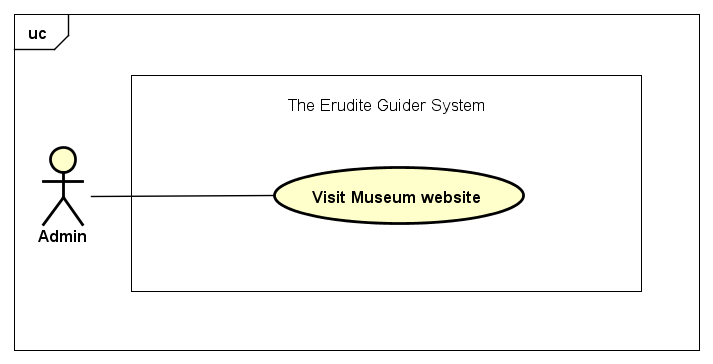 uc
The Erudite Guider System
Visit Museum website
Admin